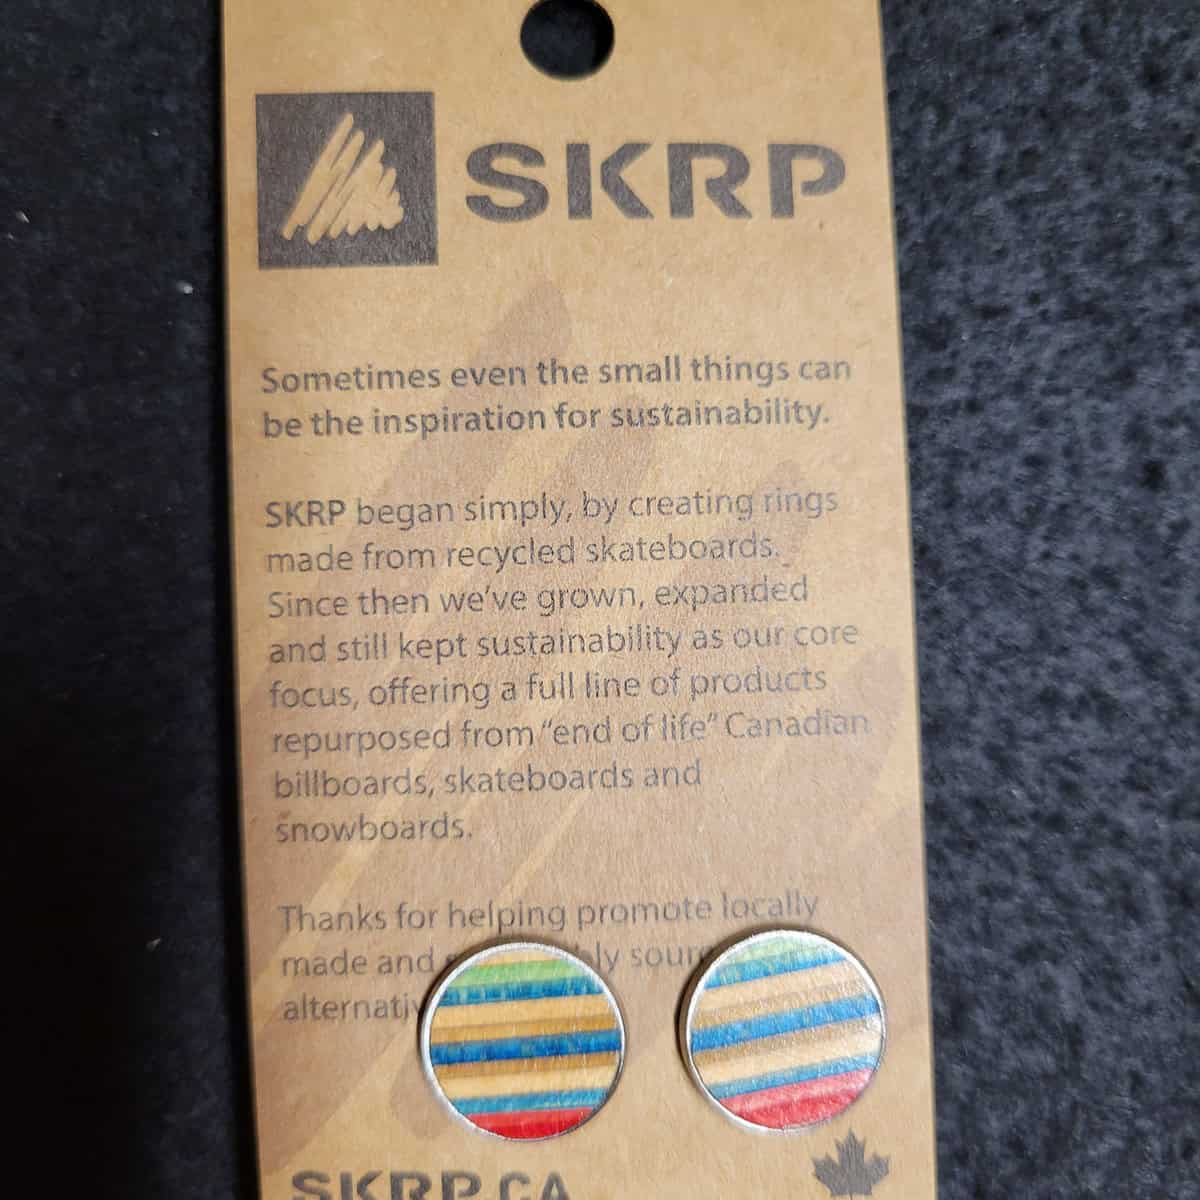 SKRP
Sometimes even the small things can
be the inspiration for sustainability.
SKRP began simply, by creating rings
made from recycled skateboards.
Since then we've grown, expanded
and still kept sustainability as our core
focus, offering a full line of products
repurposed from "end of life" Canadian
billboards, skateboards and
snowboards.
Thanks for helping promote locally
made and
SKRP.CA